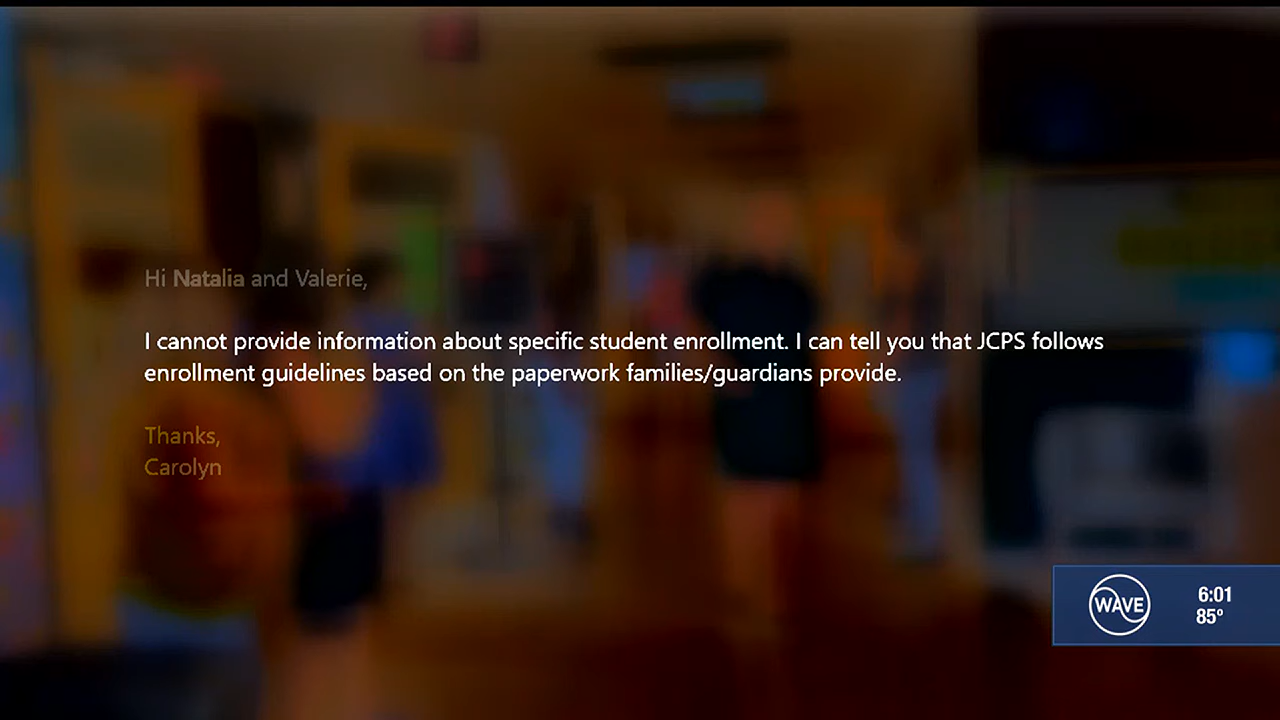 Hi Natalia and Valerie,
I cannot provide information about specific student enrollment. I can tell you that JCPS follows
enrollment guidelines based on the paperwork families/guardians provide.
Thanks,
Carolyn
WAVE
6:01
85°